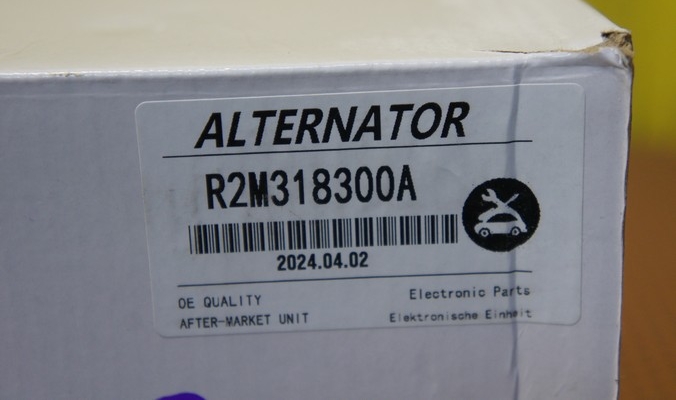 ALTERNATOR
R2M318300A
2024.04.02
OE QUALITY
Electronic Parts
AFTER-MARKET UNIT
Elektronische Einheit